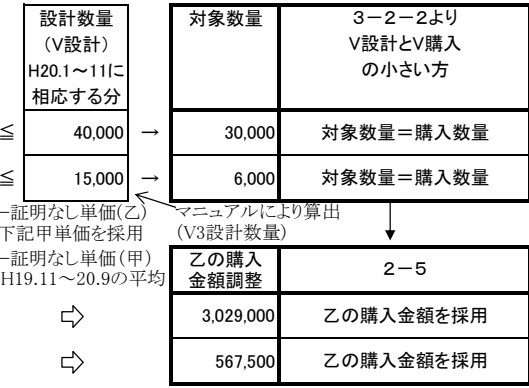 設計数量
（V設計）
H20.1～11に
相応する分
対象数量
3－2－2より
V設計とV購入
の小さい方
≦ 40,000 → 30,000 対象数量＝購入数量
≦ 15,000 → 6,000 対象数量＝購入数量
－証明なし単価(乙)
下記甲単価を採用
マニュアルにより算出
(V3設計数量)
－証明なし単価(甲)
H19.11～20.9の平均
乙の購入
金額調整
2－5
⇨ 3,029,000 乙の購入金額を採用
⇨ 567,500 乙の購入金額を採用